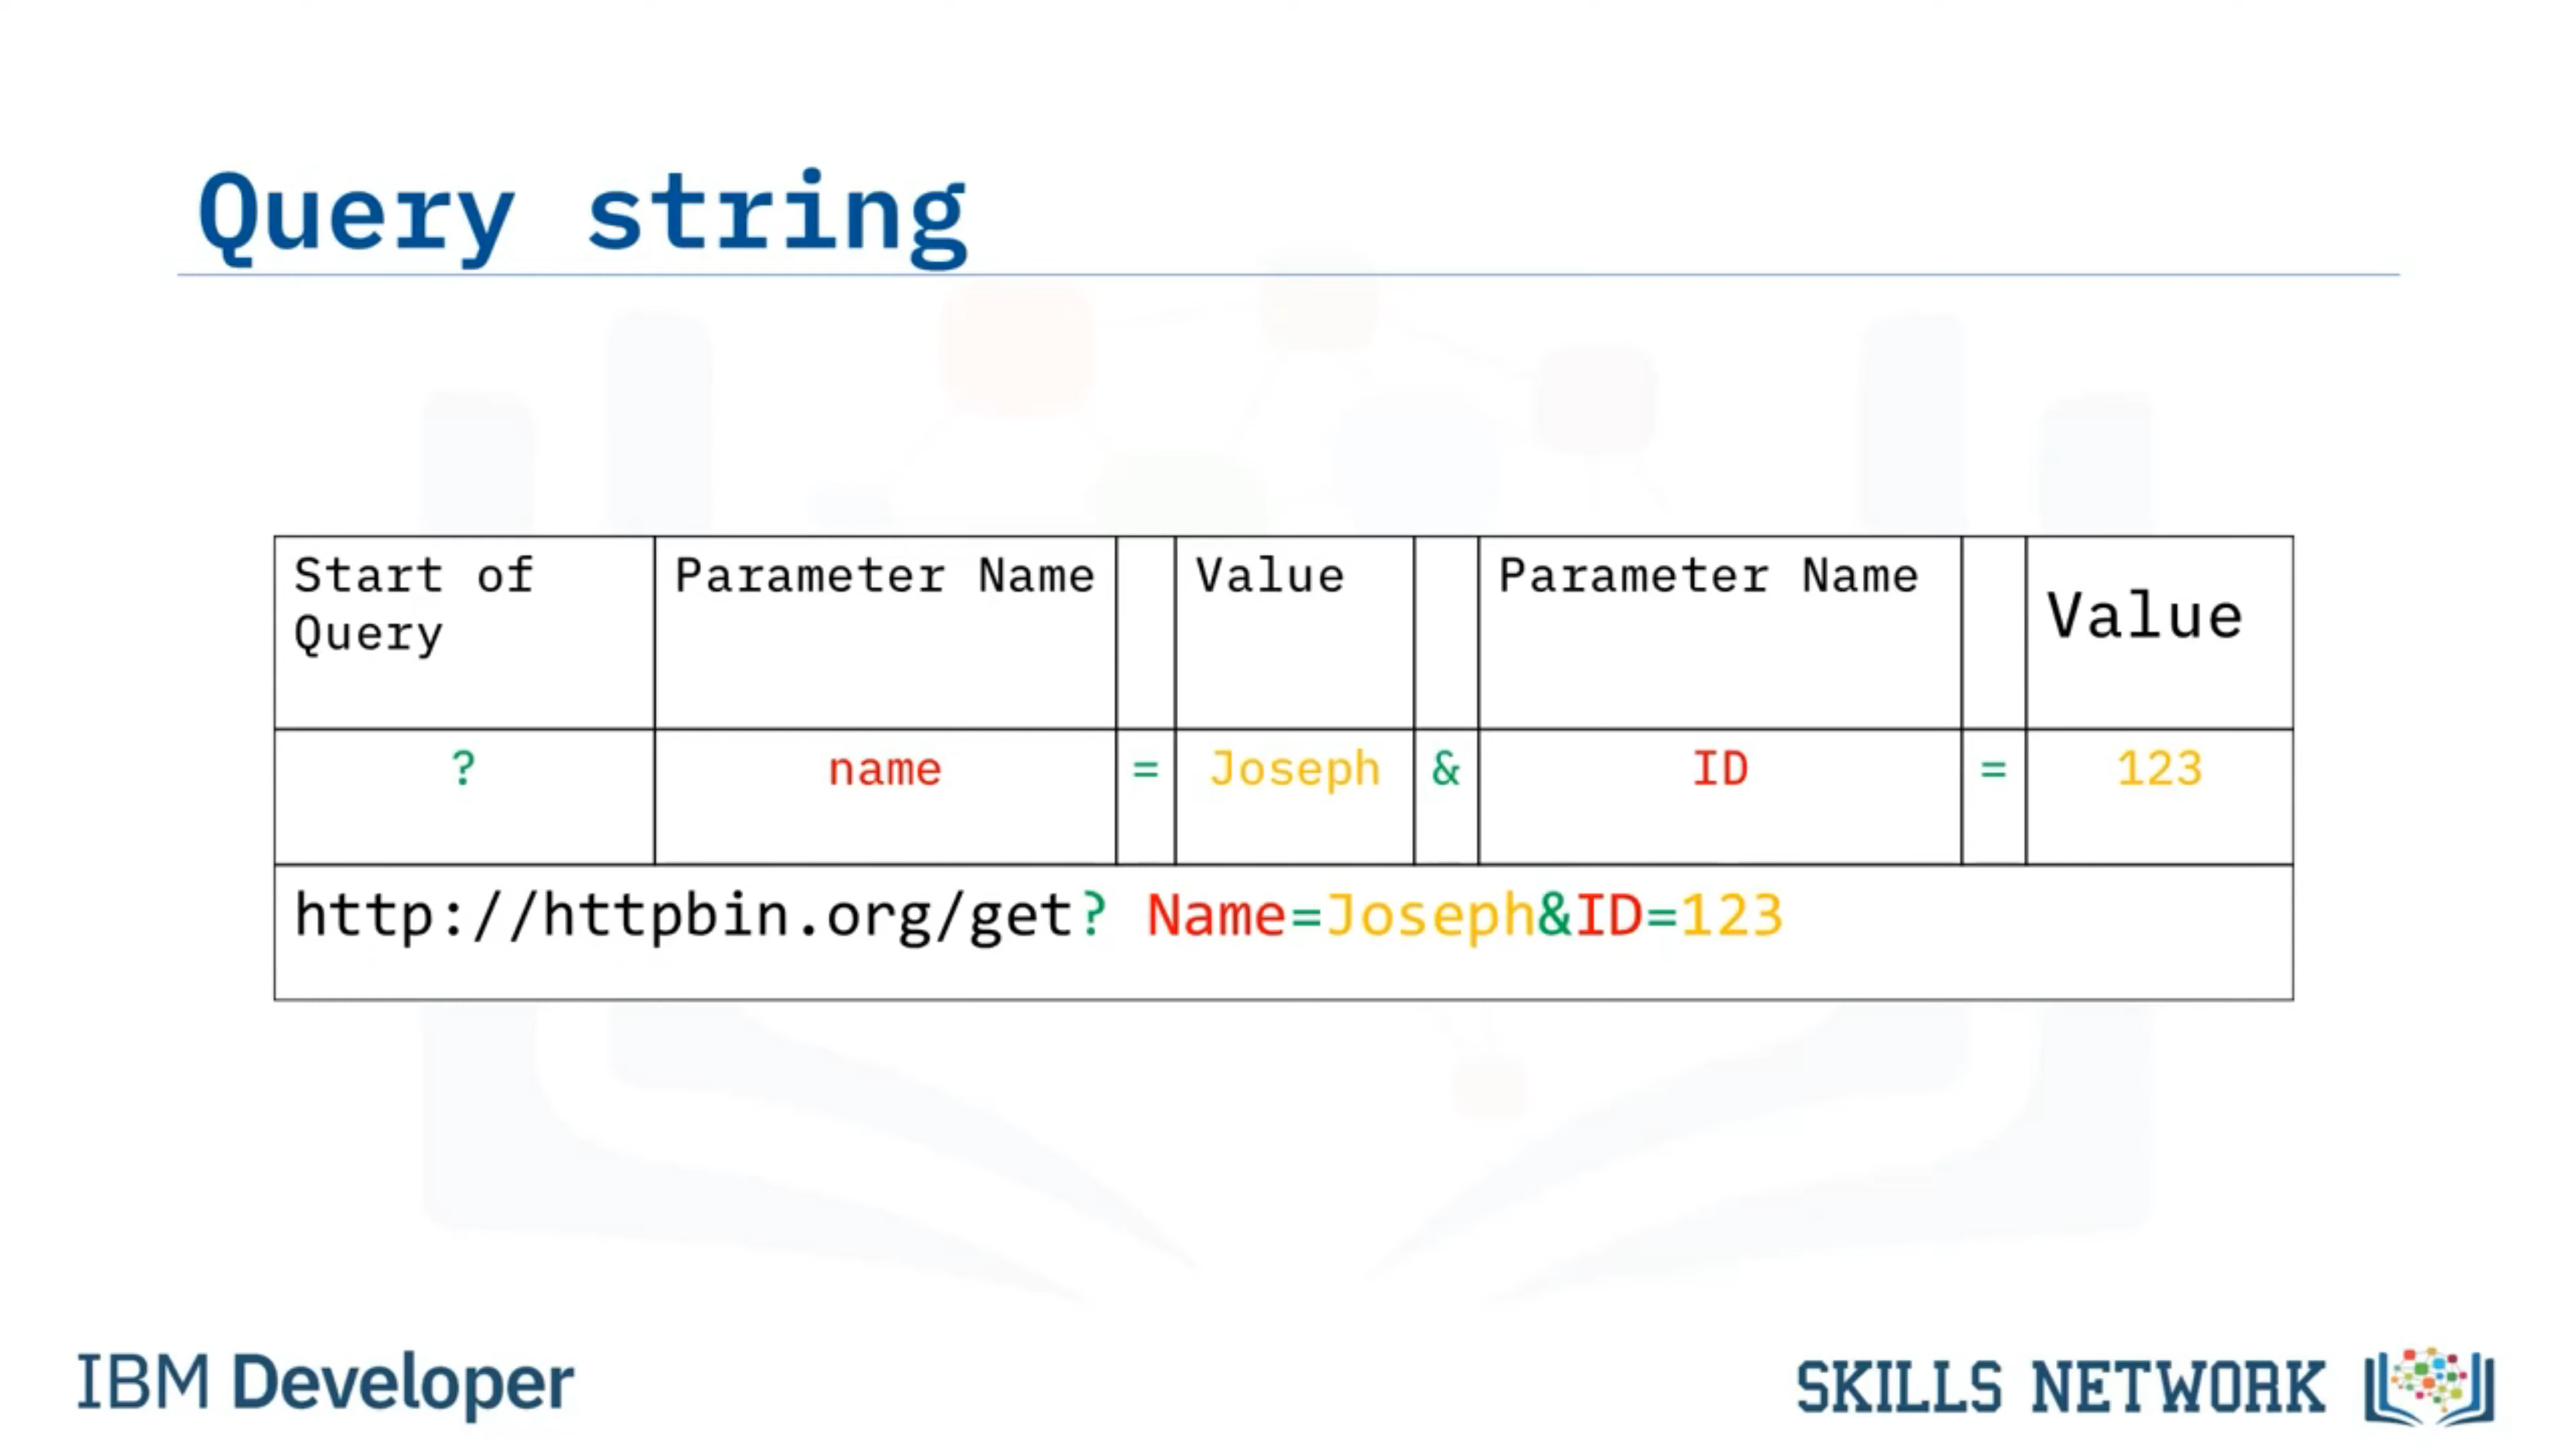 Query string
Start of
Query
Parameter Name
Value
Parameter Name
Value
? name = Joseph & ID = 123
http://httpbin.org/get? Name=Joseph&ID=123
IBM Developer
SKILLS NETWORK